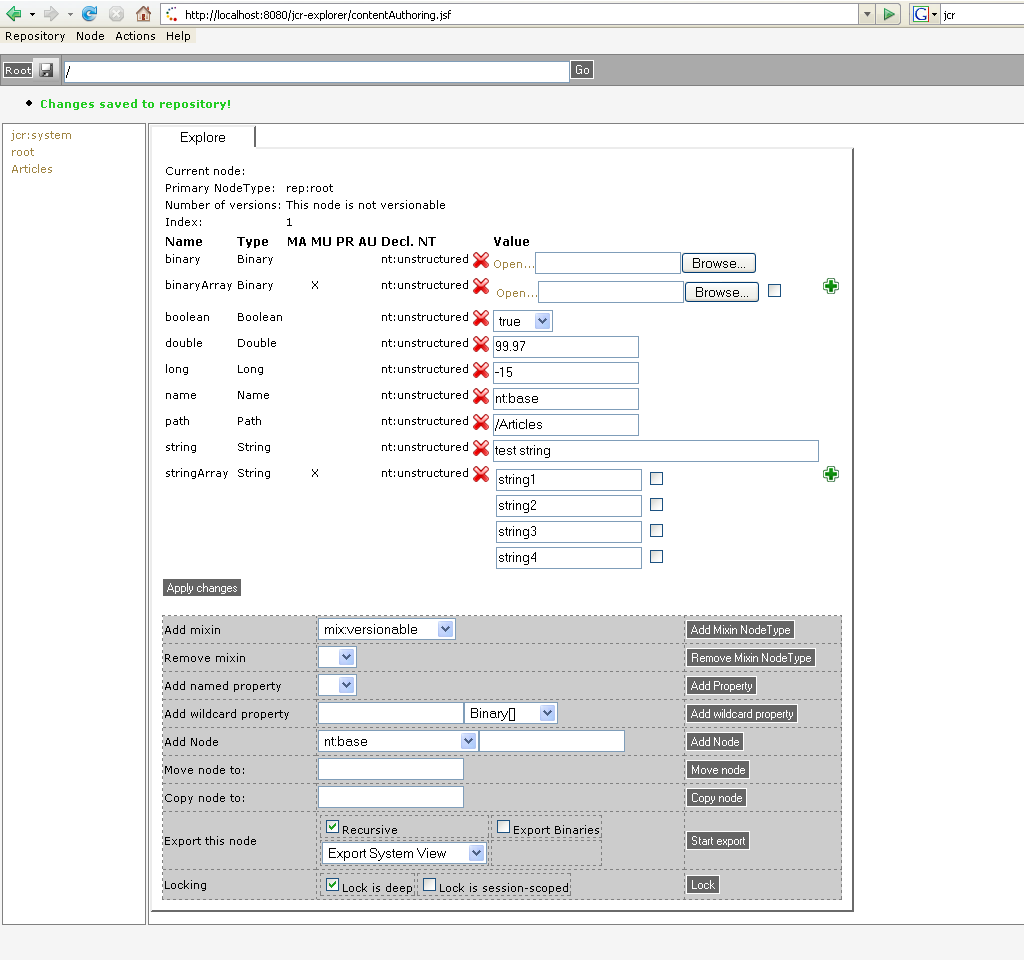 http://localhost:8080/jcr-explorer/contentAuthoring.jsf G jcr
Repository Node Actions Help
Root / Go
Changes saved to repository!
jcr:system
root
Articles
Explore
Current node:
Primary NodeType: rep:root
Number of versions: This node is not versionable
Index: 1
Name Type MA MU PR AU Decl. NT Value
binary Binary nt:unstructured Open... Browse...
binaryArray Binary X nt:unstructured Open... Browse...
boolean Boolean nt:unstructured true
double Double nt:unstructured 99.97
long Long nt:unstructured -15
name Name nt:unstructured nt:base
path Path nt:unstructured /Articles
string String nt:unstructured test string
stringArray String X nt:unstructured string1
string2
string3
string4
Apply changes
Add mixin mix:versionable Add Mixin NodeType
Remove mixin Remove Mixin NodeType
Add named property Add Property
Add wildcard property Binary[] Add wildcard property
Add Node nt:base Add Node
Move node to: Move node
Copy node to: Copy node
Export this node Recursive Export Binaries Start export
Export System View
Locking Lock is deep Lock is session-scoped Lock